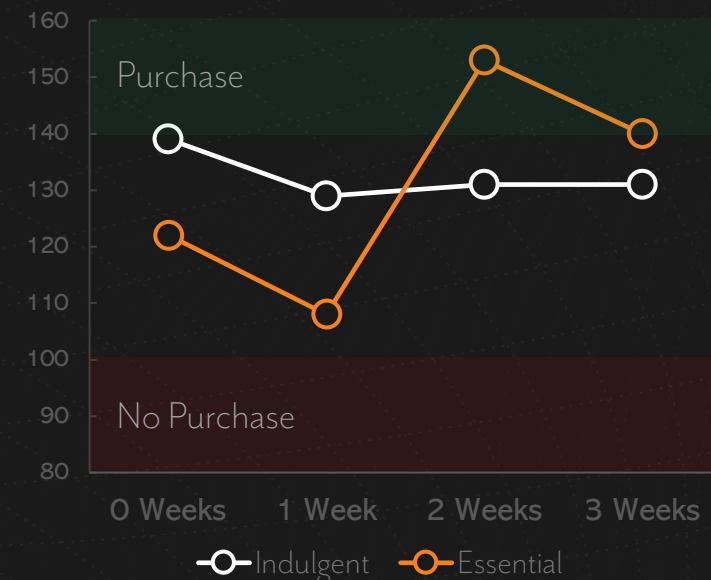 160
150
Purchase
140
130
120
110
100
90
No Purchase
80
0 Weeks 1 Week 2 Weeks 3 Weeks
Indulgent Essential